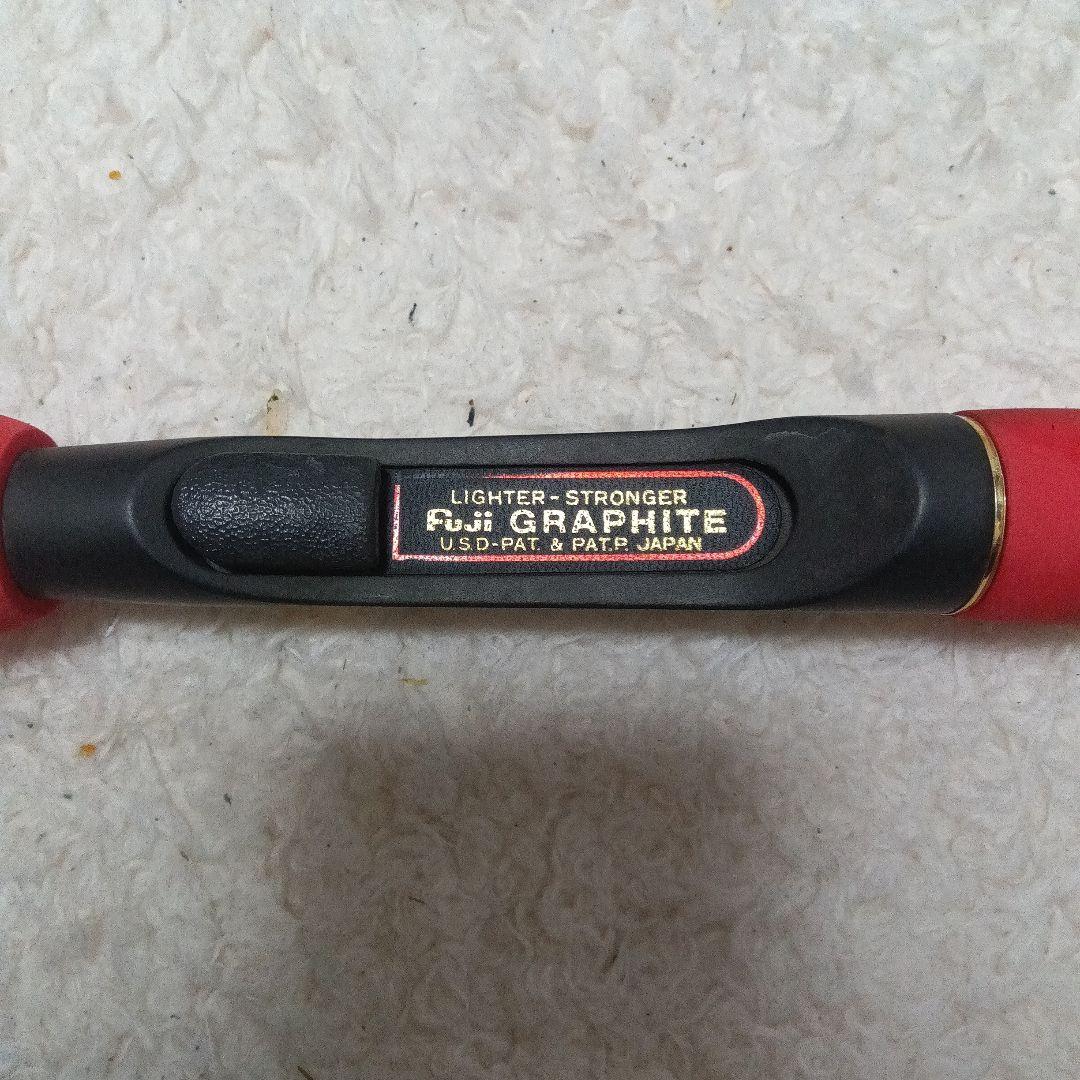 LIGHTER-STRONGER
Fuji GRAPHITE
U.S.D-PAT. & PAT.P. JAPAN